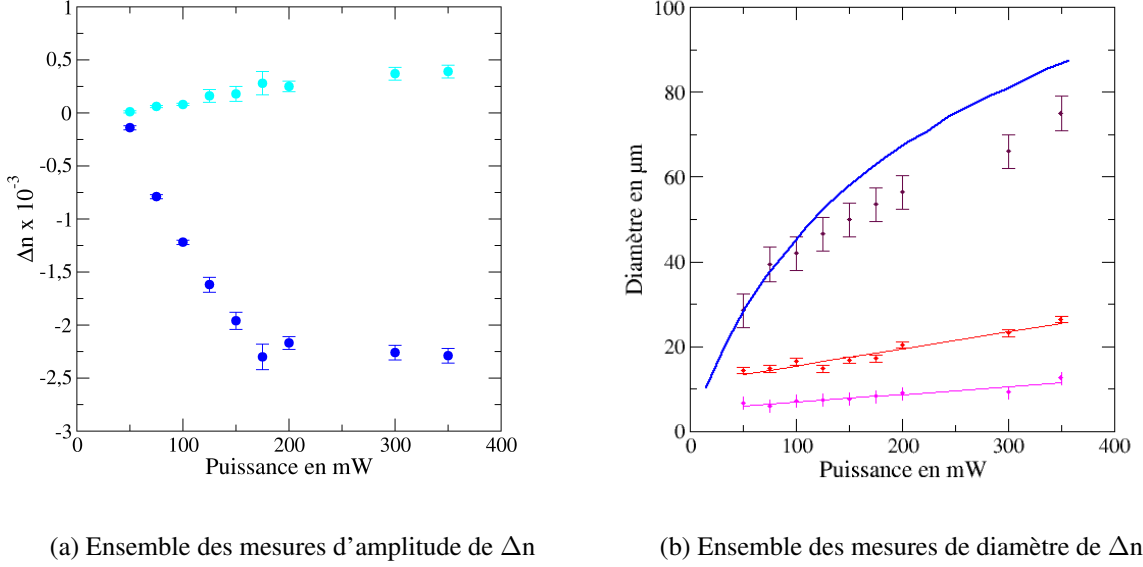 1
0,5
0
-0,5
-1
-1,5
-2
-2,5
-3
Δn x 10⁻³
0 100 200 300 400
Puissance en mW
(a) Ensemble des mesures d'amplitude de Δn
100
80
60
40
20
0
Diamètre en µm
0 100 200 300 400
Puissance en mW
(b) Ensemble des mesures de diamètre de Δn